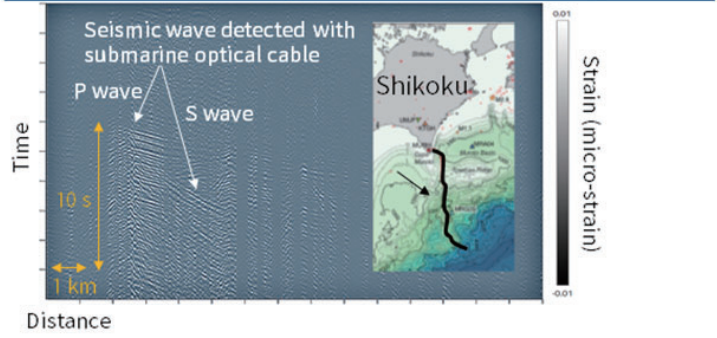 Seismic wave detected with
submarine optical cable
P wave
S wave
Time
10 s
1 km
Distance
Shikoku
Shikoku
0.01
Strain (micro-strain)
-0.01